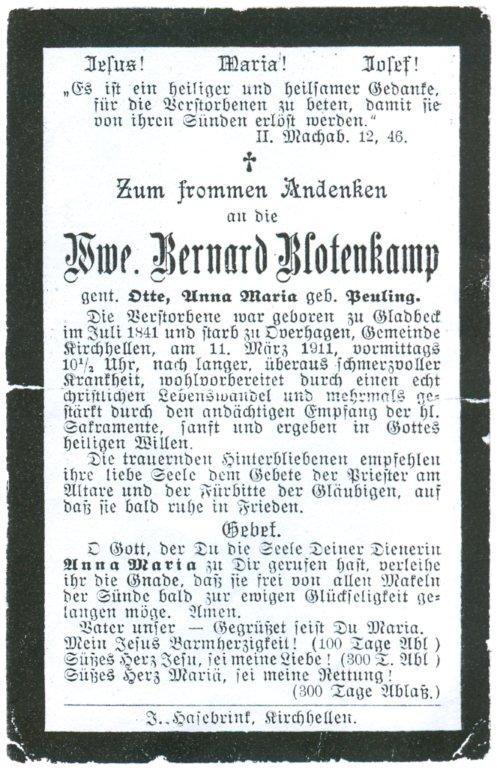 Jesus! Maria! Josef!
„Es ist ein heiliger und heilsamer Gedanke,
für die Verstorbenen zu beten, damit sie
von ihren Sünden erlöst werden.“
II. Machab. 12, 46.
✝
Zum frommen Andenken
an die
Wwe. Bernard Blotenkamp
gent. Otte, Anna Maria geb. Peuling.
Die Verstorbene war geboren zu Gladbeck
im Juli 1841 und starb zu Overhagen, Gemeinde
Kirchhellen, am 11. März 1911, vormittags
10½ Uhr, nach langer, überaus schmerzvoller
Krankheit, wohlvorbereitet durch einen echt
christlichen Lebenswandel und mehrmals ge-
stärkt durch den andächtigen Empfang der hl.
Sakramente, sanft und ergeben in Gottes
heiligen Willen.
Die trauernden Hinterbliebenen empfehlen
ihre liebe Seele dem Gebete der Priester am
Altare und der Fürbitte der Gläubigen, auf
daß sie bald ruhe in Frieden.
Gebet.
O Gott, der Du die Seele Deiner Dienerin
Anna Maria zu Dir gerufen hast, verleihe
ihr die Gnade, daß sie frei von allen Makeln
der Sünde bald zur ewigen Glückseligkeit ge-
langen möge. Amen.
Vater unser — Gegrüßet seist Du Maria.
Mein Jesus Barmherzigkeit! (100 Tage Abl )
Süßes Herz Jesu, sei meine Liebe! (300 T. Abl )
Süßes Herz Mariä, sei meine Rettung!
(300 Tage Ablaß.)
J. Hasebrink, Kirchhellen.